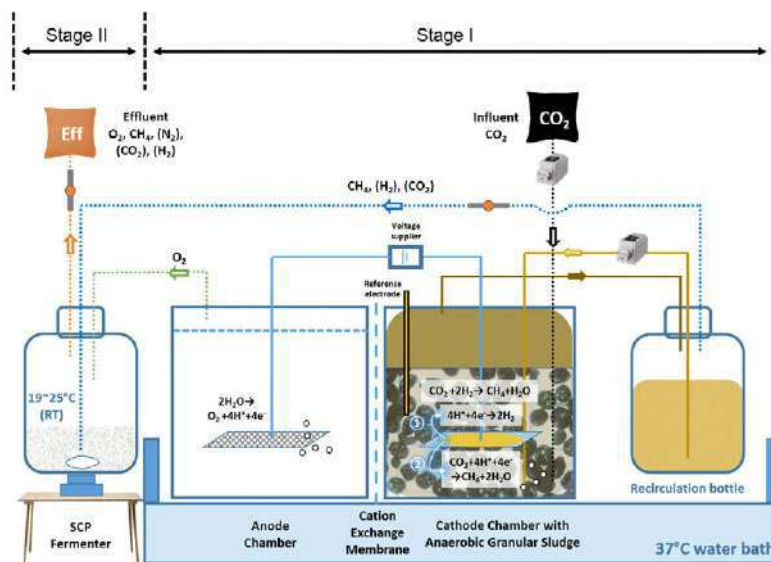 Stage II
Stage I
Eff
Effluent
O₂, CH₄, (N₂),
(CO₂), (H₂)
Influent
CO₂
CO₂
CH₄, (H₂), (CO₂)
Voltage
supplier
O₂
Reference
electrode
19~25°C
(RT)
2H₂O→
O₂+4H⁺+4e⁻
CO₂+2H₂→CH₄+H₂O
4H⁺+4e⁻→2H₂
①
②
CO₂+4H⁺+4e⁻
→CH₄+2H₂O
Recirculation bottle
SCP
Fermenter
Anode
Chamber
Cation
Exchange
Membrane
Cathode Chamber with
Anaerobic Granular Sludge
37°C water bath